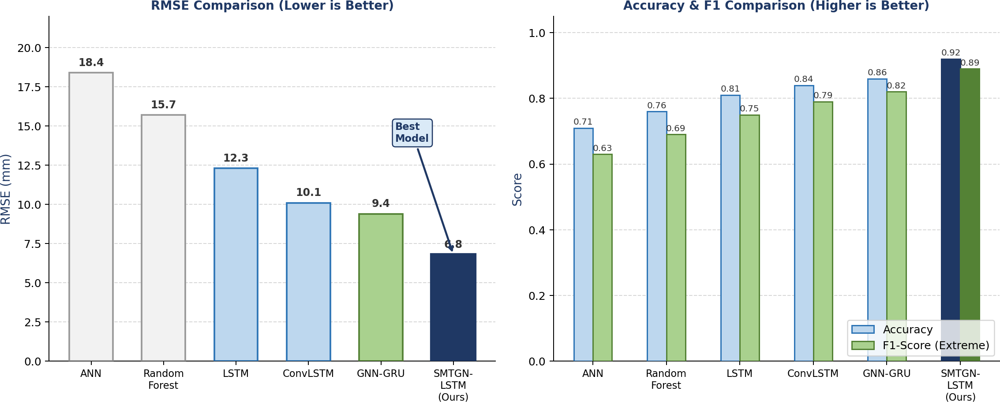 RMSE Comparison (Lower is Better)
RMSE (mm)
20.0
17.5
15.0
12.5
10.0
7.5
5.0
2.5
0.0
18.4
15.7
12.3
10.1
9.4
6.8
Best
Model
ANN
Random
Forest
LSTM
ConvLSTM
GNN-GRU
SMTGN-
LSTM
(Ours)
Accuracy & F1 Comparison (Higher is Better)
Score
1.0
0.8
0.6
0.4
0.2
0.0
0.71
0.63
0.76
0.69
0.81
0.75
0.84
0.79
0.86
0.82
0.92
0.89
Accuracy
F1-Score (Extreme)
ANN
Random
Forest
LSTM
ConvLSTM
GNN-GRU
SMTGN-
LSTM
(Ours)